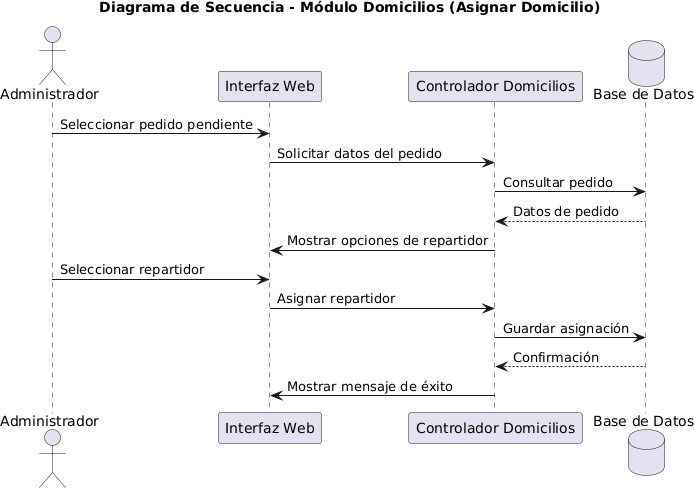 Diagrama de Secuencia - Módulo Domicilios (Asignar Domicilio)
Administrador
Interfaz Web
Controlador Domicilios
Base de Datos
Seleccionar pedido pendiente
Solicitar datos del pedido
Consultar pedido
Datos de pedido
Mostrar opciones de repartidor
Seleccionar repartidor
Asignar repartidor
Guardar asignación
Confirmación
Mostrar mensaje de éxito
Administrador
Interfaz Web
Controlador Domicilios
Base de Datos